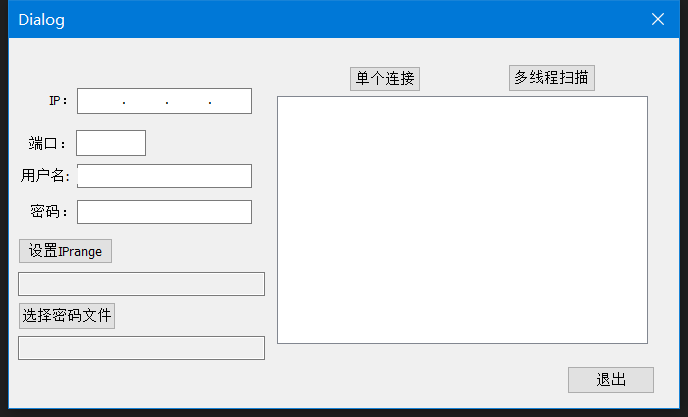 Dialog
单个连接
多线程扫描
IP：
端口：
用户名:
密码：
设置IPrange
选择密码文件
退出